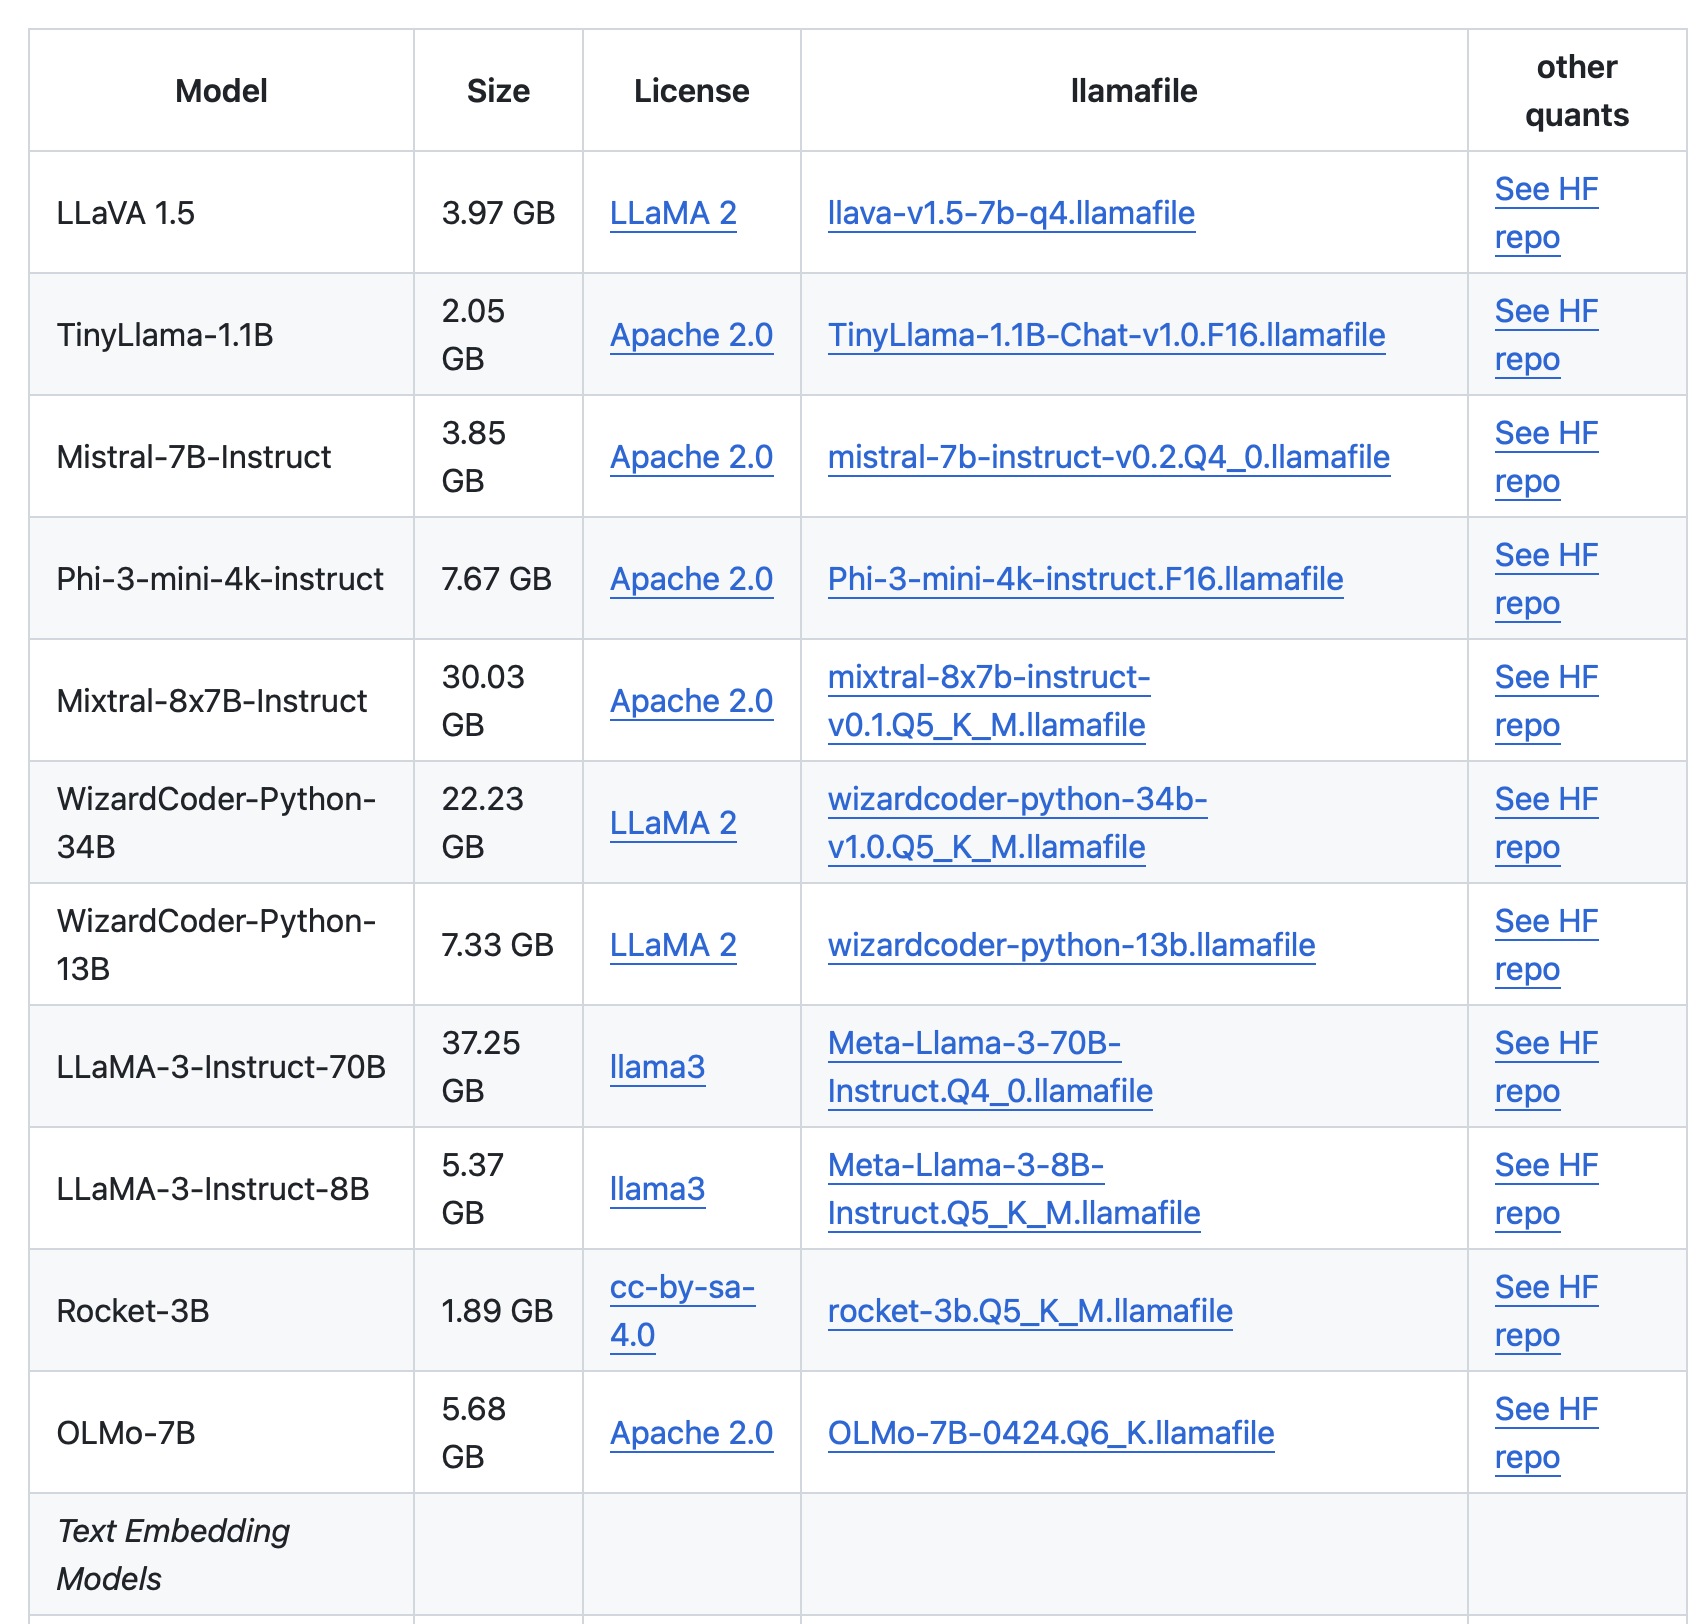 Model Size License llamafile other
quants
LLaVA 1.5 3.97 GB LLaMA 2 llava-v1.5-7b-q4.llamafile See HF
repo
TinyLlama-1.1B 2.05
GB Apache 2.0 TinyLlama-1.1B-Chat-v1.0.F16.llamafile See HF
repo
Mistral-7B-Instruct 3.85
GB Apache 2.0 mistral-7b-instruct-v0.2.Q4_0.llamafile See HF
repo
Phi-3-mini-4k-instruct 7.67 GB Apache 2.0 Phi-3-mini-4k-instruct.F16.llamafile See HF
repo
Mixtral-8x7B-Instruct 30.03
GB Apache 2.0 mixtral-8x7b-instruct-
v0.1.Q5_K_M.llamafile See HF
repo
WizardCoder-Python-
34B 22.23
GB LLaMA 2 wizardcoder-python-34b-
v1.0.Q5_K_M.llamafile See HF
repo
WizardCoder-Python-
13B 7.33 GB LLaMA 2 wizardcoder-python-13b.llamafile See HF
repo
LLaMA-3-Instruct-70B 37.25
GB llama3 Meta-Llama-3-70B-
Instruct.Q4_0.llamafile See HF
repo
LLaMA-3-Instruct-8B 5.37
GB llama3 Meta-Llama-3-8B-
Instruct.Q5_K_M.llamafile See HF
repo
Rocket-3B 1.89 GB cc-by-sa-
4.0 rocket-3b.Q5_K_M.llamafile See HF
repo
OLMo-7B 5.68
GB Apache 2.0 OLMo-7B-0424.Q6_K.llamafile See HF
repo
Text Embedding
Models